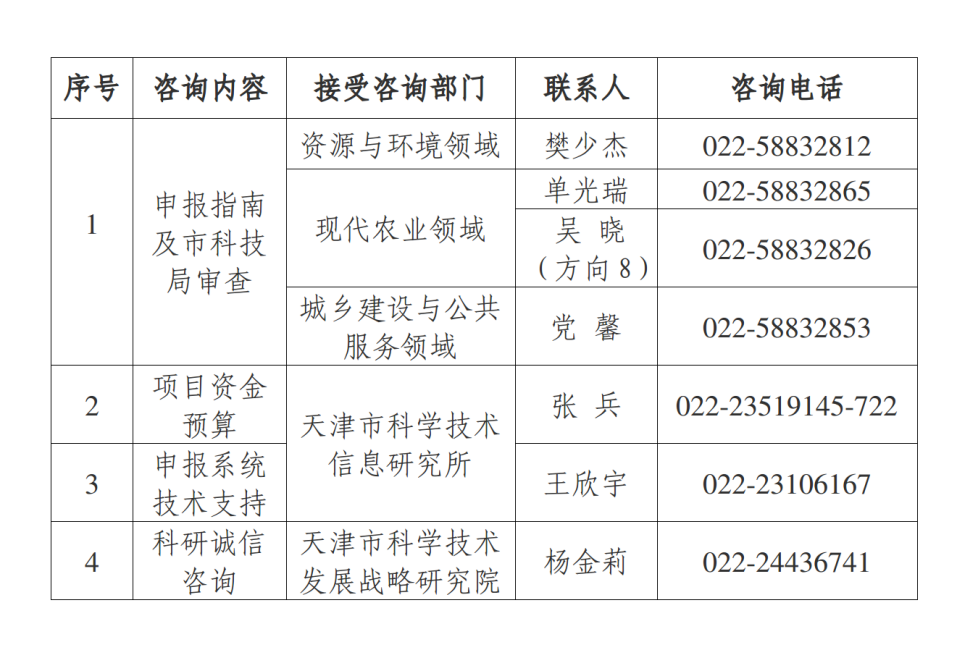 序号 咨询内容 接受咨询部门 联系人 咨询电话
1 申报指南
及市科技
局审查
资源与环境领域 樊少杰 022-58832812
现代农业领域 单光瑞 022-58832865
吴 晓
（方向8） 022-58832826
城乡建设与公共
服务领域 党 馨 022-58832853
2 项目资金
预算
天津市科学技术
信息研究所
张 兵 022-23519145-722
3 申报系统
技术支持
王欣宇 022-23106167
4 科研诚信
咨询
天津市科学技术
发展战略研究院
杨金莉 022-24436741